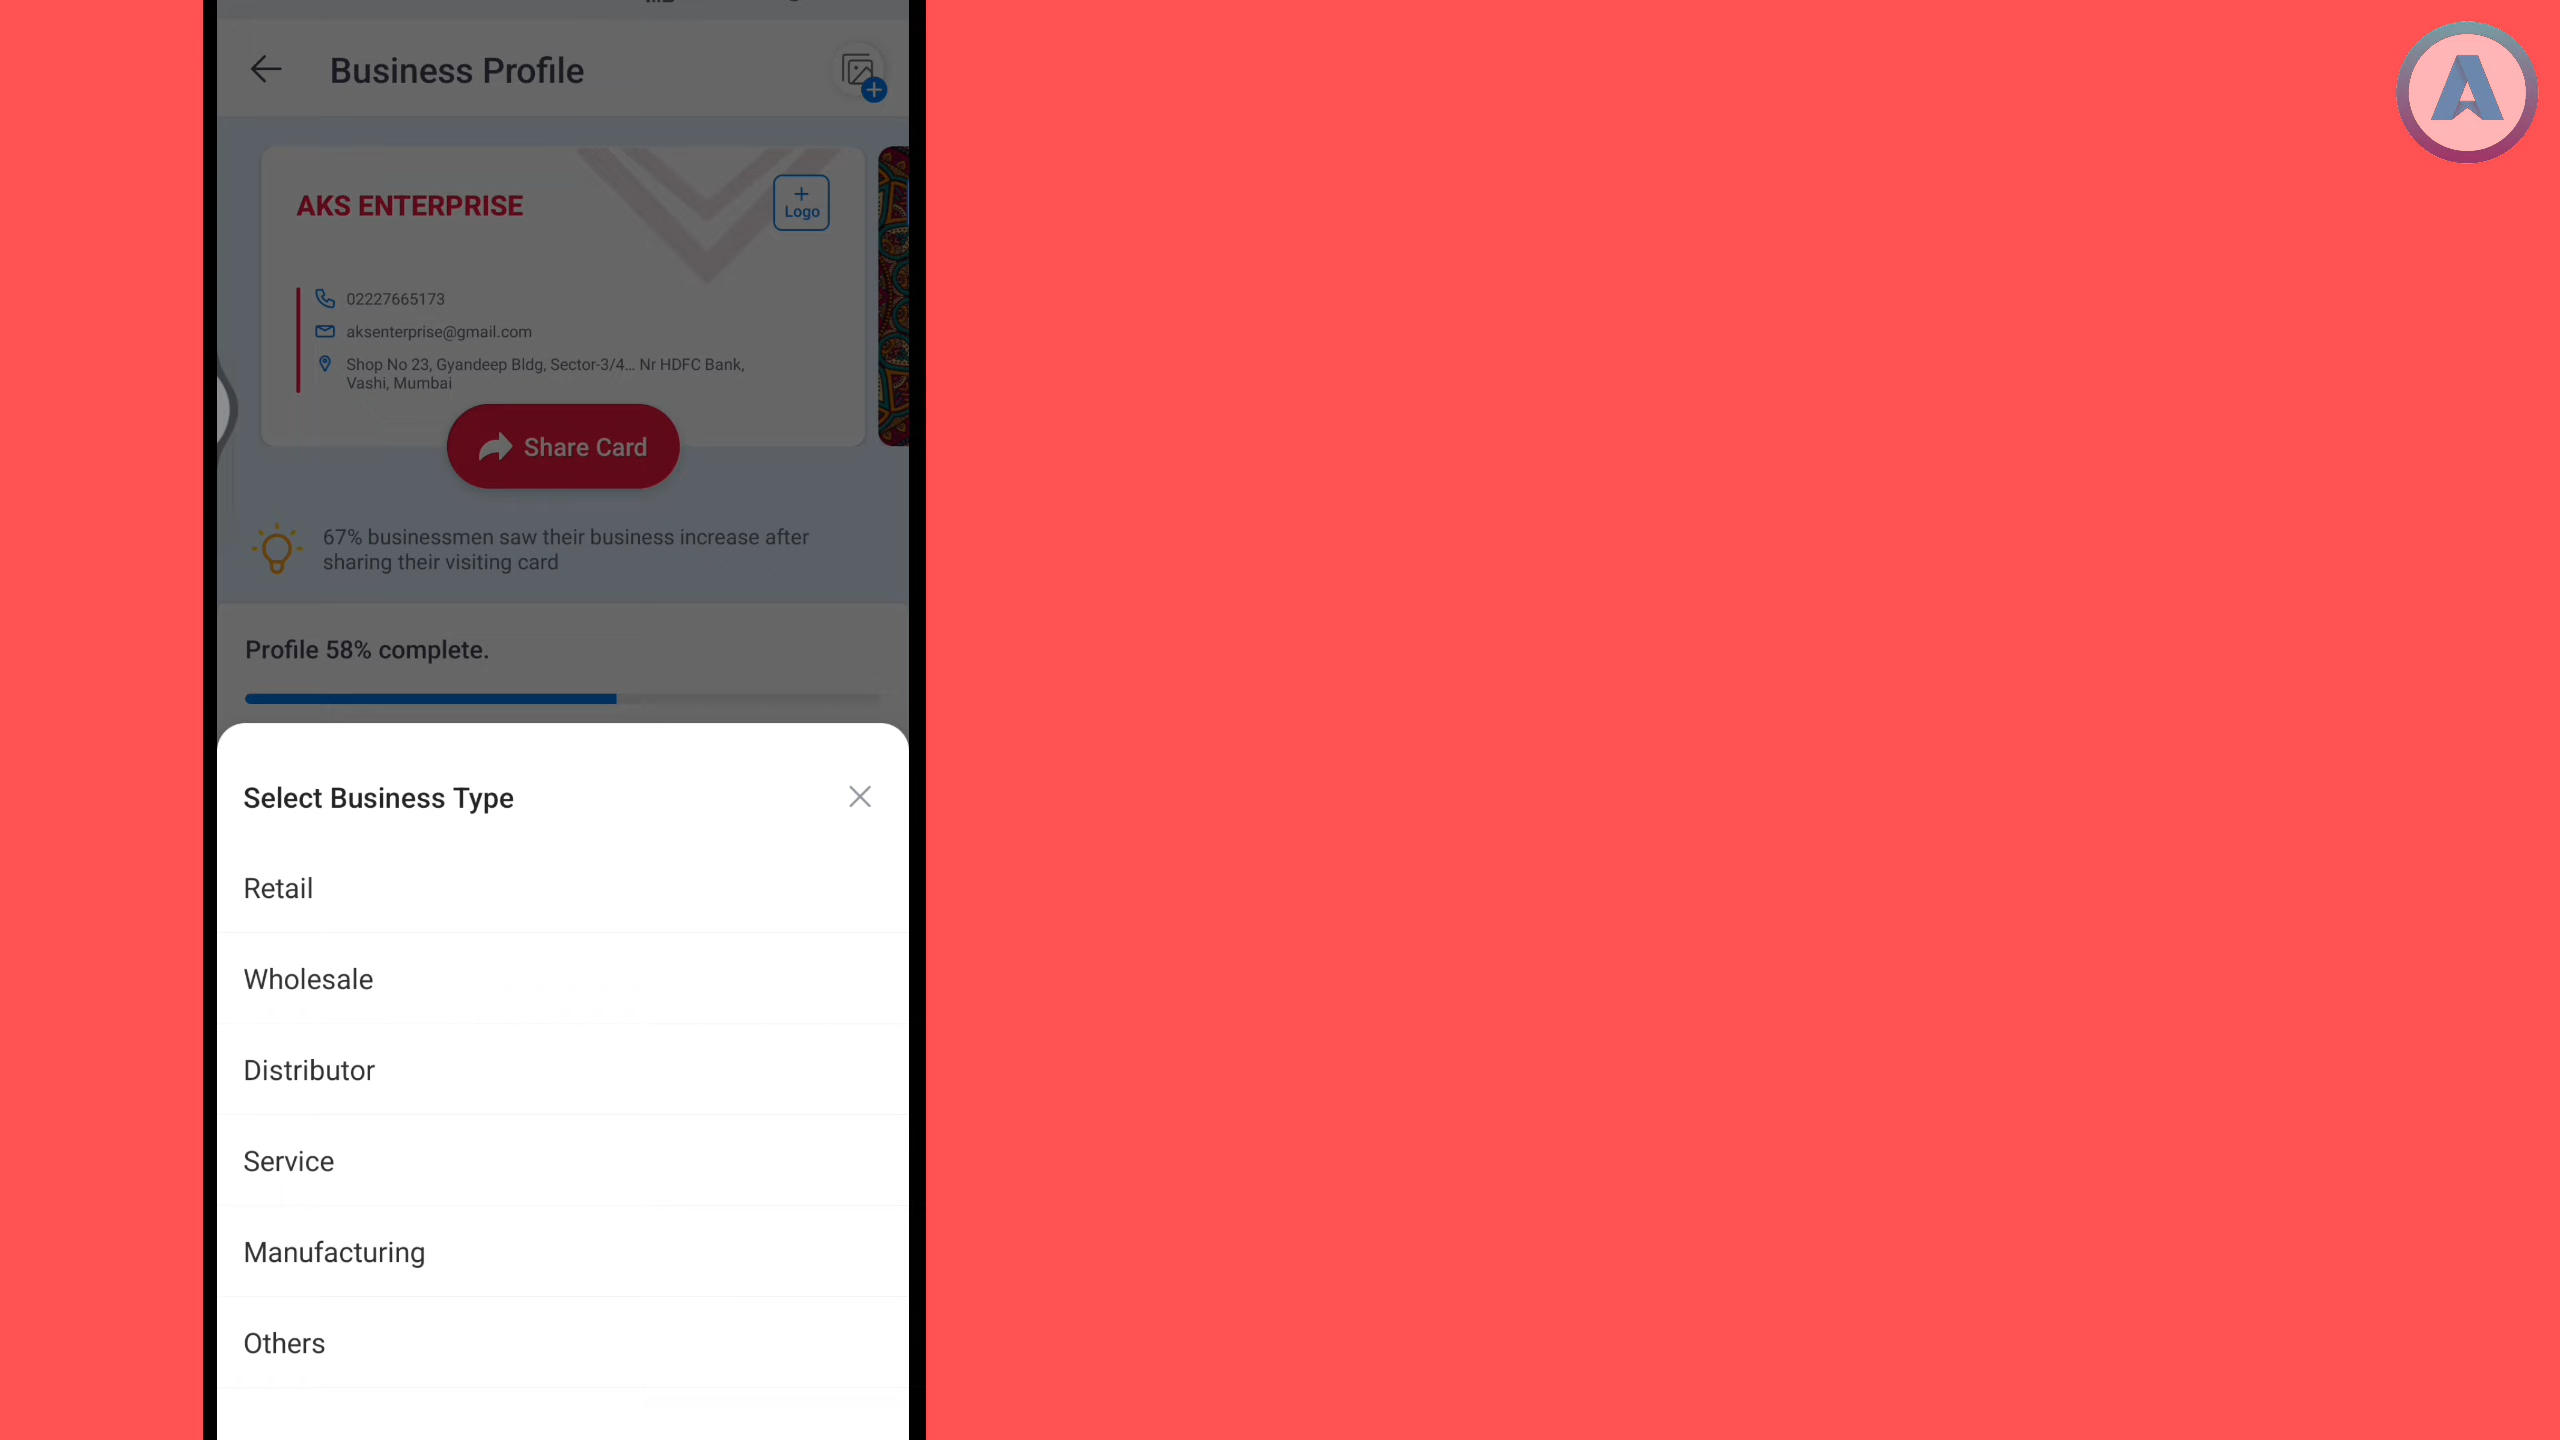 Business Profile
AKS ENTERPRISE
+
Logo
02227665173
aksenterprise@gmail.com
Shop No 23, Gyandeep Bldg, Sector-3/4... Nr HDFC Bank,
Vashi, Mumbai
Share Card
67% businessmen saw their business increase after
sharing their visiting card
Profile 58% complete.
Select Business Type
Retail
Wholesale
Distributor
Service
Manufacturing
Others
A